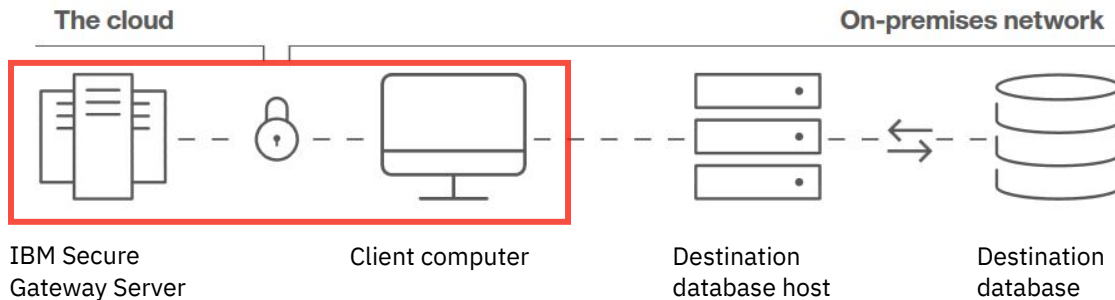 The cloud
On-premises network
IBM Secure
Gateway Server
Client computer
Destination
database host
Destination
database